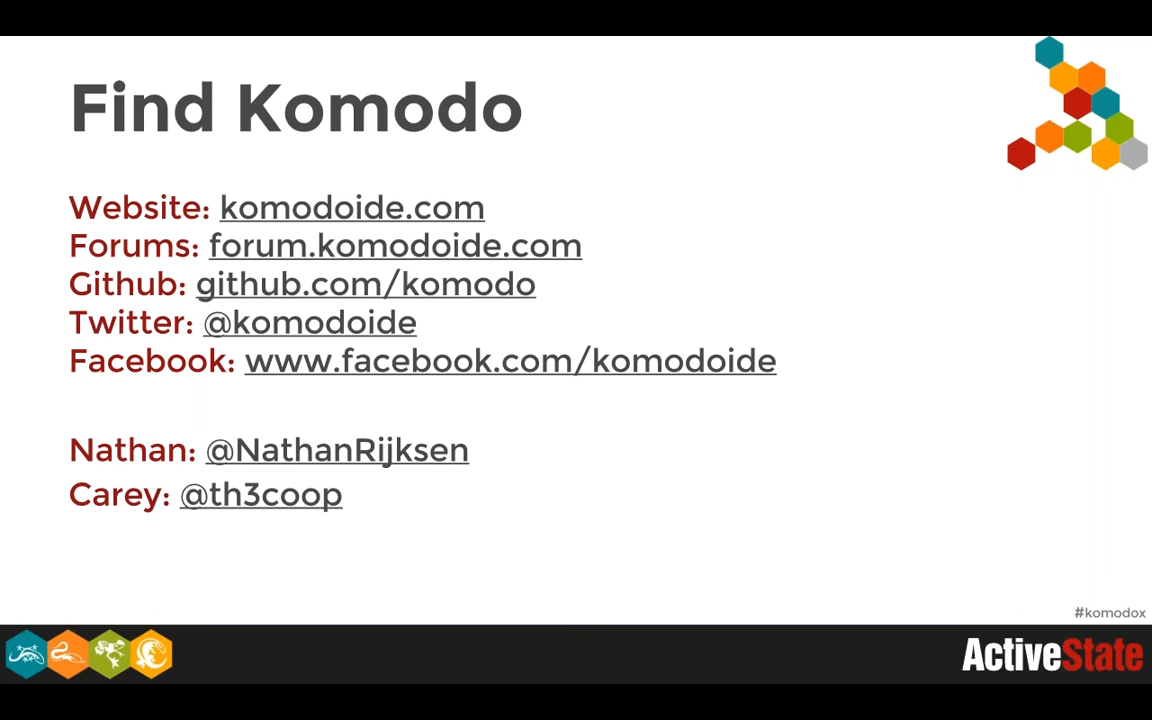 Find Komodo
Website: komodoide.com
Forums: forum.komodoide.com
Github: github.com/komodo
Twitter: @komodoide
Facebook: www.facebook.com/komodoide
Nathan: @NathanRijksen
Carey: @th3coop
#komodox
ActiveState